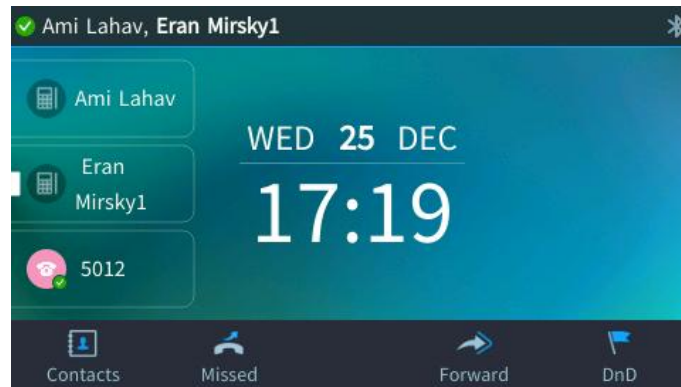 Ami Lahav, Eran Mirsky1
Ami Lahav
Eran
Mirsky1
5012
WED 25 DEC
17:19
Contacts
Missed
Forward
DnD